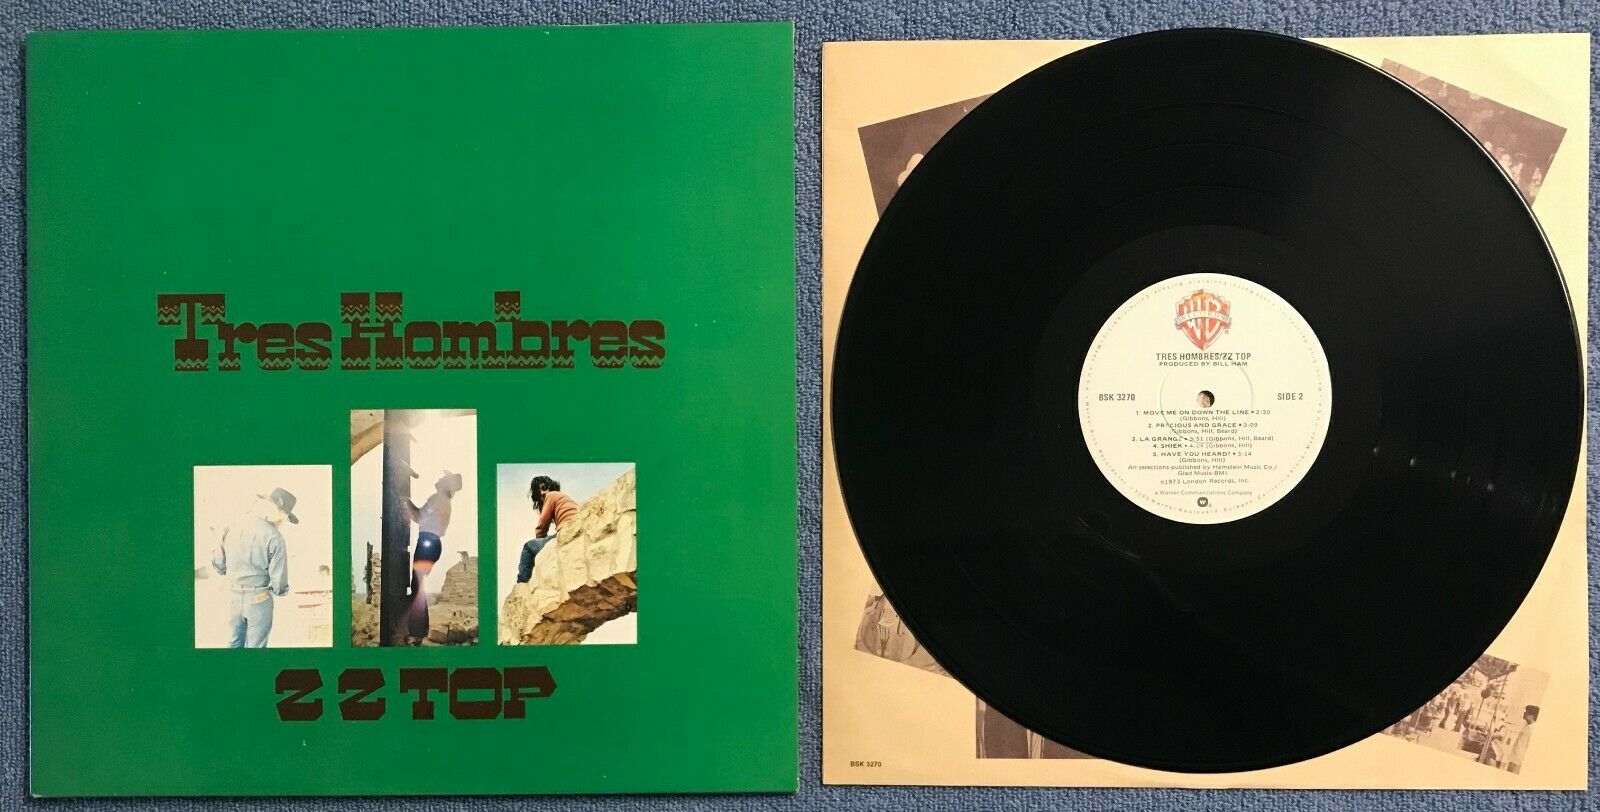 Tres Hombres
Z Z TOP
TRES HOMBRES/ZZ TOP
PRODUCED BY BILL HAM
BSK 3270
SIDE 2
1. MOVE ME ON DOWN THE LINE • 2:30
(Gibbons, Hill)
2. PRECIOUS AND GRACE • 3:09
(Gibbons, Hill, Beard)
3. LA GRANGE • 3:51 (Gibbons, Hill, Beard)
4. SHIEK • 4:04 (Gibbons, Hill)
5. HAVE YOU HEARD? • 3:14
(Gibbons, Hill)
All selections published by Hamstein Music Co./
Glad Music-BMI
©1973 London Records, Inc.
a Warner Communications Company
BSK 3270